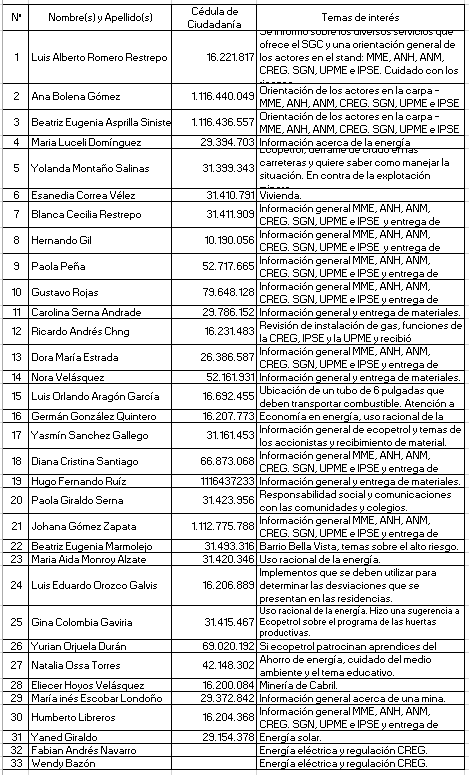 Nº Nombre(s) y Apellido(s) Cédula de Ciudadanía Temas de interés
1 Luis Alberto Romero Restrepo 16.221.817 Se informó sobre los diversos servicios que
ofrece el SGC y una orientación general de
los actores en el stand: MME, ANH, ANM,
CREG. SGN, UPME e IPSE. Cuidado con los
2 Ana Bolena Gómez 1.116.440.049 Orientación de los actores en la carpa -
MME, ANH, ANM, CREG. SGN, UPME e IPSE
3 Beatriz Eugenia Asprilla Siniste 1.116.436.557 Orientación de los actores en la carpa -
MME, ANH, ANM, CREG. SGN, UPME e IPSE
4 Maria Luceli Domínguez 29.394.703 Información acerca de la energía
5 Yolanda Montaño Salinas 31.399.343 Ecopetrol, derrame de crudo en las
carreteras y quiere saber como manejar la
situación. En contra de la explotación
6 Esanedia Correa Vélez 31.410.791 Vivienda.
7 Blanca Cecilia Restrepo 31.411.909 Información general MME, ANH, ANM,
CREG. SGN, UPME e IPSE y entrega de
8 Hernando Gil 10.190.056 Información general MME, ANH, ANM,
CREG. SGN, UPME e IPSE y entrega de
9 Paola Peña 52.717.665 Información general MME, ANH, ANM,
CREG. SGN, UPME e IPSE y entrega de
10 Gustavo Rojas 79.648.128 Información general MME, ANH, ANM,
CREG. SGN, UPME e IPSE y entrega de
11 Carolina Serna Andrade 29.786.152 Información general y entrega de materiales.
12 Ricardo Andrés Chng 16.231.483 Revisión de instalación de gas, funciones de
la CREG, IPSE y la UPME y recibió
13 Dora María Estrada 26.386.587 Información general MME, ANH, ANM,
CREG. SGN, UPME e IPSE y entrega de
14 Nora Velásquez 52.161.931 Información general y entrega de materiales.
15 Luis Orlando Aragón García 16.692.455 Ubicación de un tubo de 6 pulgadas que
deben transportar combustible. Atención a
16 Germán González Quintero 16.207.773 Economía en energía, uso racional de la
17 Yasmín Sanchez Gallego 31.161.453 Información general de ecopetrol y temas de
los accionistas y recibimiento de material.
18 Diana Cristina Santiago 66.873.068 Información general MME, ANH, ANM,
CREG. SGN, UPME e IPSE y entrega de
19 Hugo Fernando Ruíz 1116437233 Información general y entrega de materiales.
20 Paola Giraldo Serna 31.423.956 Responsabilidad social y comunicaciones
con las comunidades y colegios.
21 Johana Gómez Zapata 1.112.775.788 Información general MME, ANH, ANM,
CREG. SGN, UPME e IPSE y entrega de
22 Beatriz Eugenia Marmolejo 31.493.316 Barrio Bella Vista, temas sobre el alto riesgo.
23 Maria Aida Monroy Alzate 31.420.346 Uso racional de la energía.
24 Luis Eduardo Orozco Galvis 16.206.889 Implementos que se deben utilizar para
determinar las desviaciones que se
presentan en las residencias.
25 Gina Colombia Gaviria 31.415.467 Uso racional de la energía. Hizo una sugerencia a
Ecopetrol sobre el programa de las huertas
productivas.
26 Yurian Orjuela Durán 69.020.192 Si ecopetrol patrocinan aprendices del
27 Natalia Ossa Torres 42.148.302 Ahorro de energía, cuidado del medio
ambiente y el tema educativo.
28 Eliecer Hoyos Velásquez 16.200.084 Minería de Cabril.
29 María inés Escobar Londoño 29.372.842 Información acerca de una mina.
30 Humberto Libreros 16.204.368 Información general MME, ANH, ANM,
CREG. SGN, UPME e IPSE y entrega de
31 Yaned Giraldo 29.154.378 Energía solar.
32 Fabian Andrés Navarro Energía eléctrica y regulación CREG.
33 Wendy Bazón Energía eléctrica y regulación CREG.